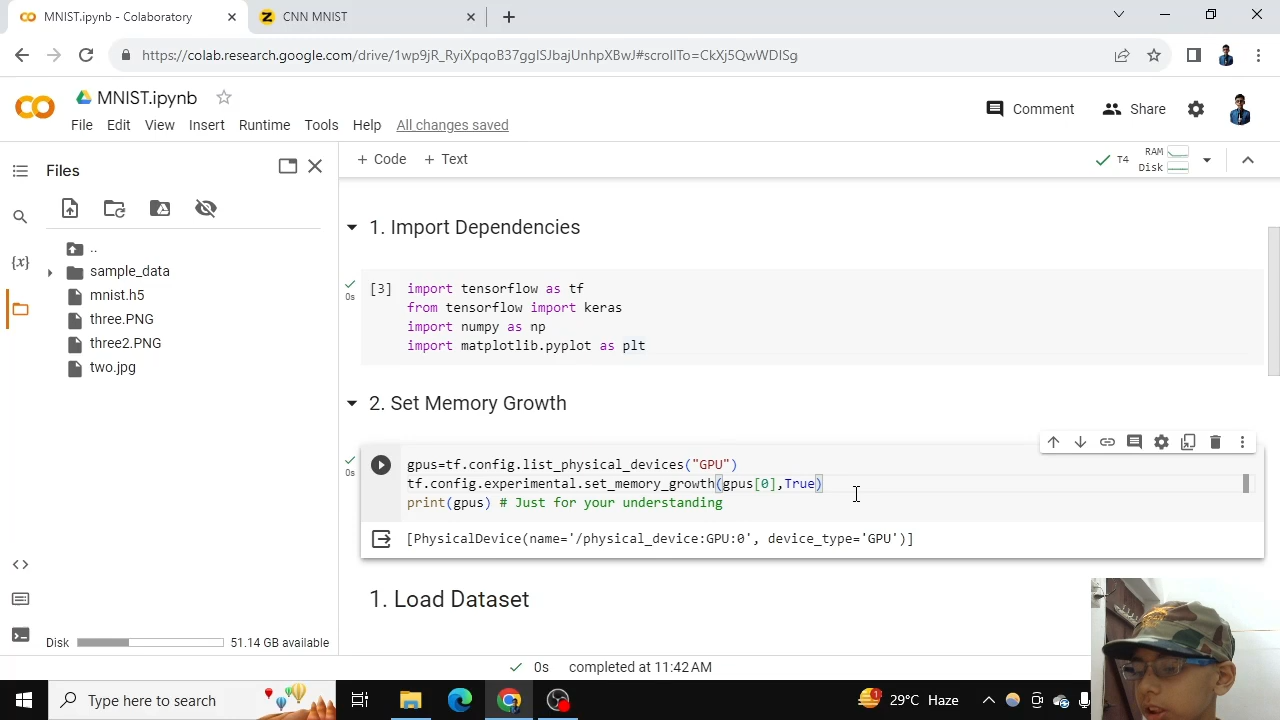 MNIST.ipynb - Colaboratory
CNN MNIST
https://colab.research.google.com/drive/1wp9jR_RyiXpqoB37ggISJbajUnhpXBwJ#scrollTo=CkXj5QwWDlSg
MNIST.ipynb
Comment
Share
File Edit View Insert Runtime Tools Help All changes saved
Files
+ Code + Text
T4
RAM
Disk
..
sample_data
mnist.h5
three.PNG
three2.PNG
two.jpg
{x}
1. Import Dependencies
0s
[3]
import tensorflow as tf
from tensorflow import keras
import numpy as np
import matplotlib.pyplot as plt
2. Set Memory Growth
0s
gpus=tf.config.list_physical_devices("GPU")
tf.config.experimental.set_memory_growth(gpus[0],True)
print(gpus) # Just for your understanding
[PhysicalDevice(name='/physical_device:GPU:0', device_type='GPU')]
1. Load Dataset
Disk
51.14 GB available
0s completed at 11:42 AM
Type here to search
1
29°C Haze